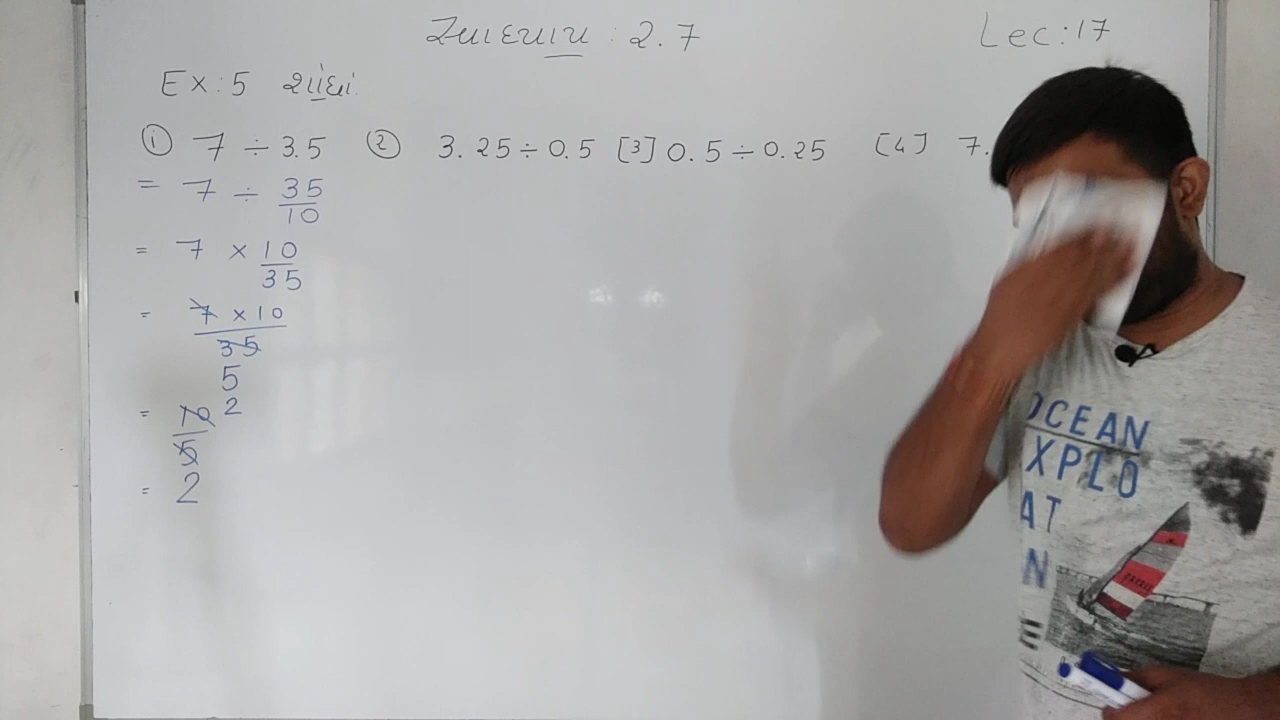 સ્વાધ્યાય : 2.7
Lec:17
Ex:5 શોધો.
① 7 ÷ 3.5 ② 3.25 ÷ 0.5 [3] 0.5 ÷ 0.25 [4] 7.
= 7 ÷ 35/10
= 7 × 10/35
= 7 × 10/35
5
= 10/5 2
= 2
OCEAN
XPLO
AT
N
E